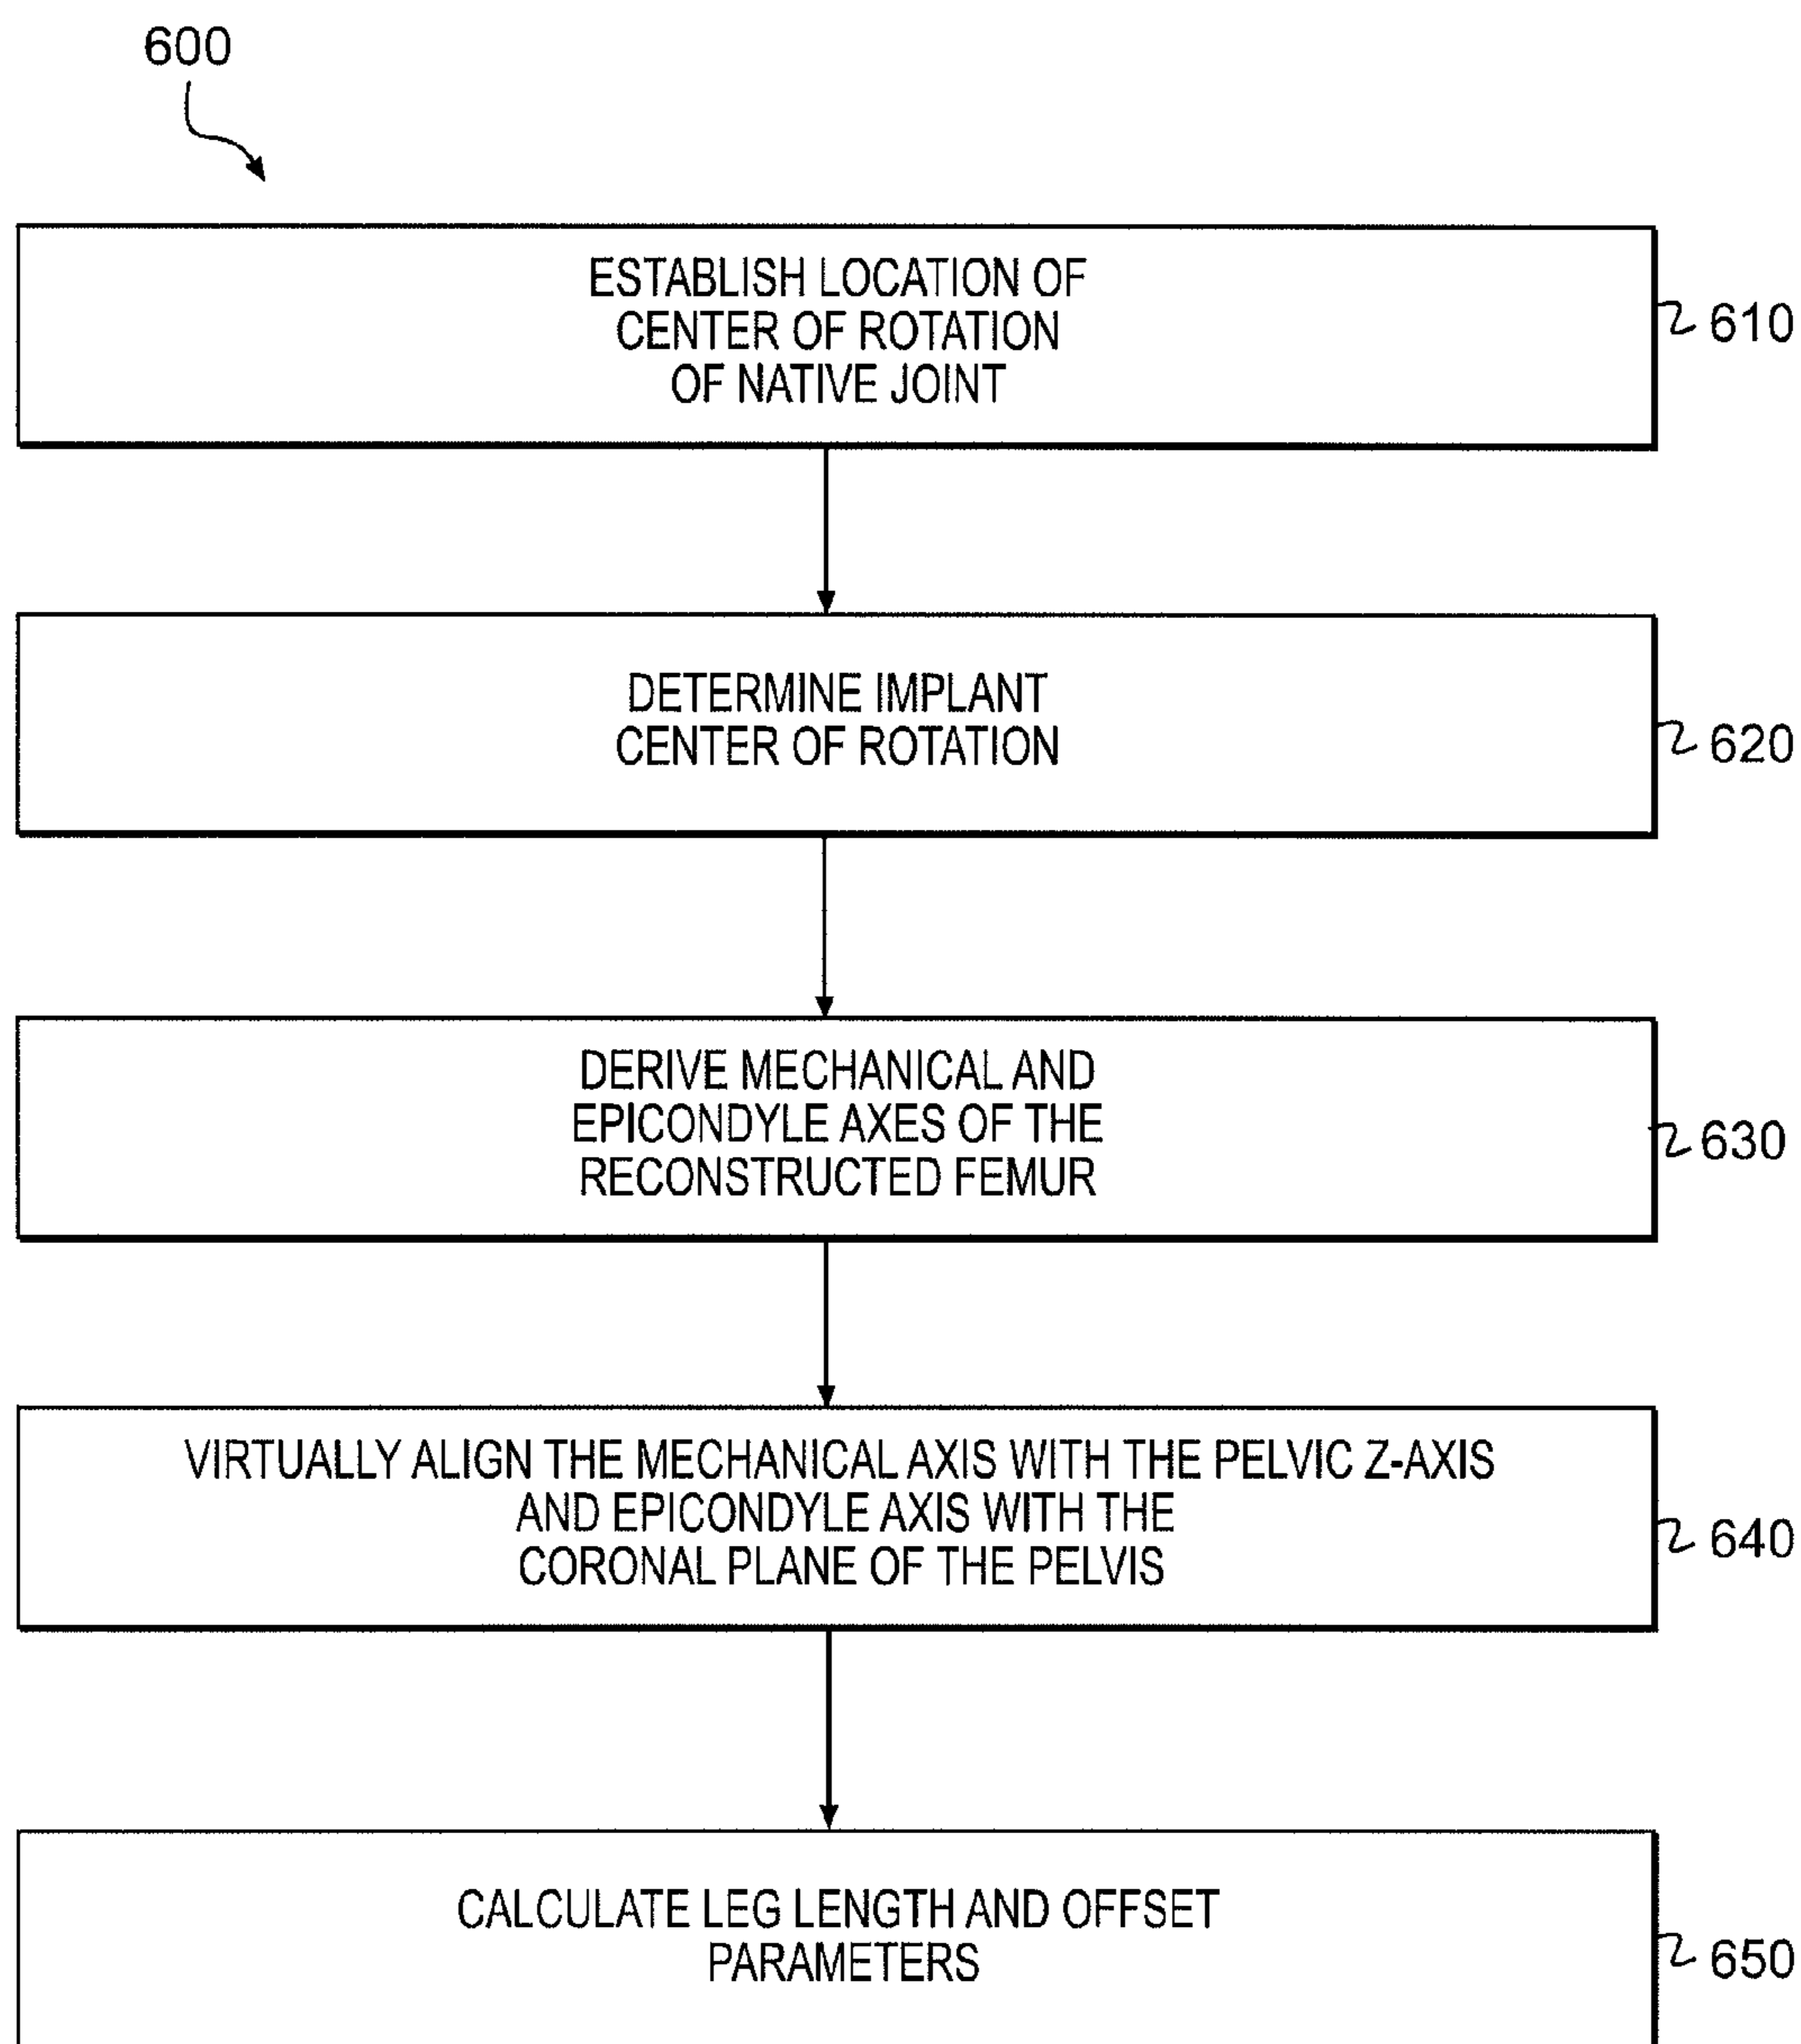 600
ESTABLISH LOCATION OF
CENTER OF ROTATION
OF NATIVE JOINT
610
DETERMINE IMPLANT
CENTER OF ROTATION
620
DERIVE MECHANICAL AND
EPICONDYLE AXES OF THE
RECONSTRUCTED FEMUR
630
VIRTUALLY ALIGN THE MECHANICAL AXIS WITH THE PELVIC Z-AXIS
AND EPICONDYLE AXIS WITH THE
CORONAL PLANE OF THE PELVIS
640
CALCULATE LEG LENGTH AND OFFSET
PARAMETERS
650